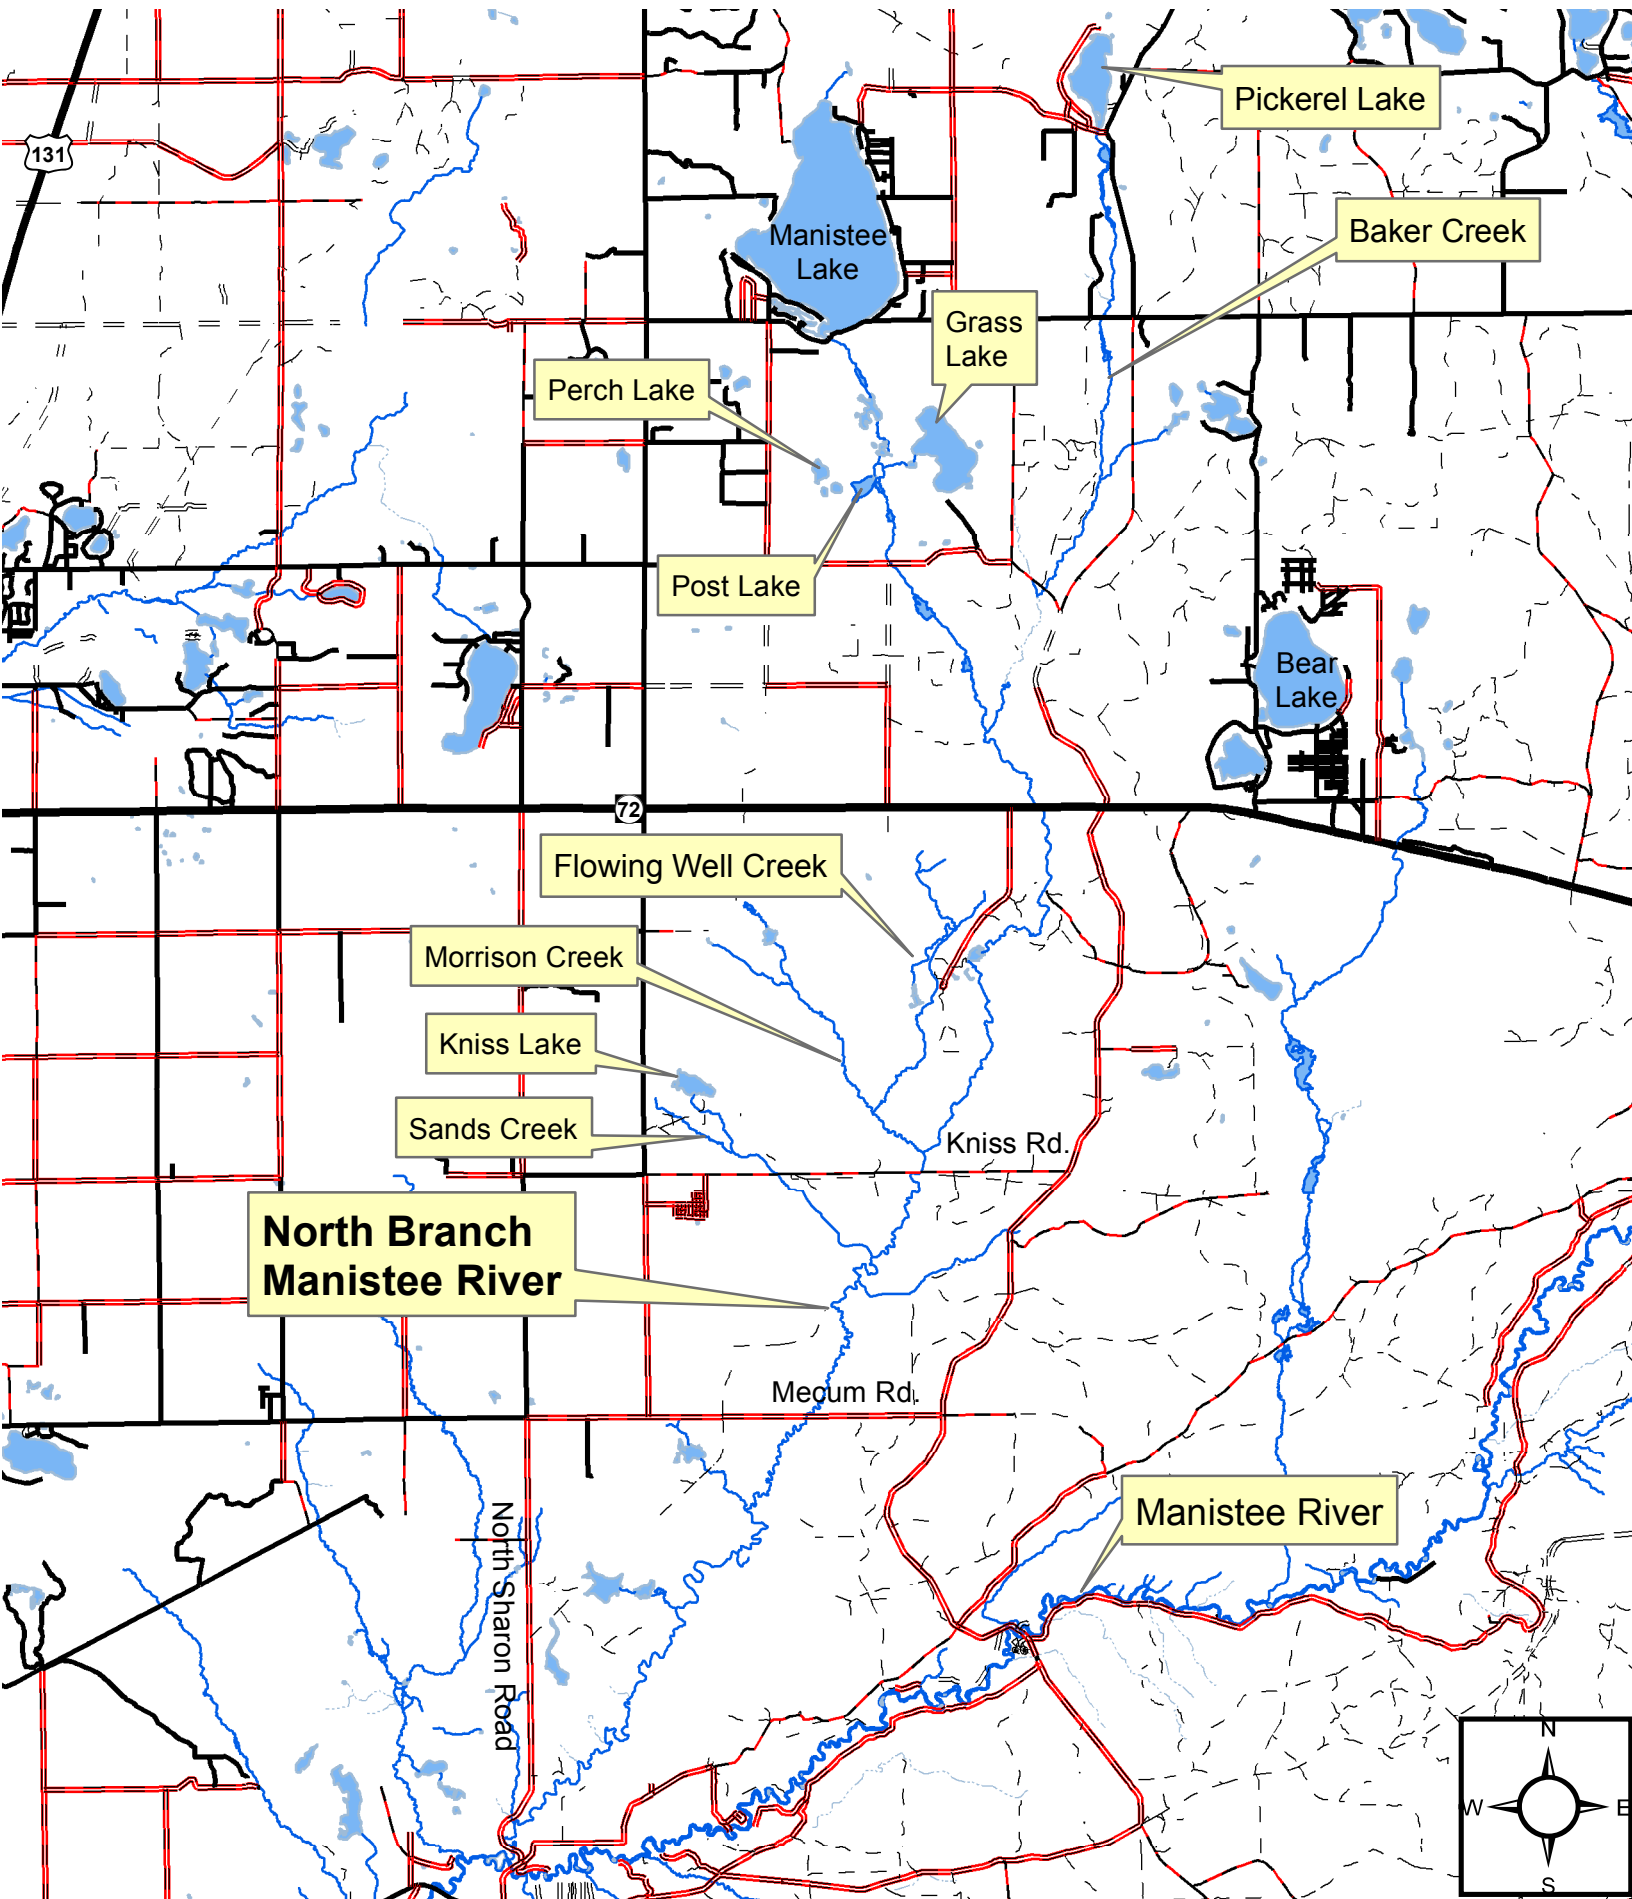 Pickerel Lake
131
Baker Creek
Manistee
Lake
Grass
Lake
Perch Lake
Post Lake
Bear
Lake
72
Flowing Well Creek
Morrison Creek
Kniss Lake
Sands Creek
Kniss Rd.
North Branch
Manistee River
Mecum Rd.
North Sharon Road
Manistee River
N
W
E
S